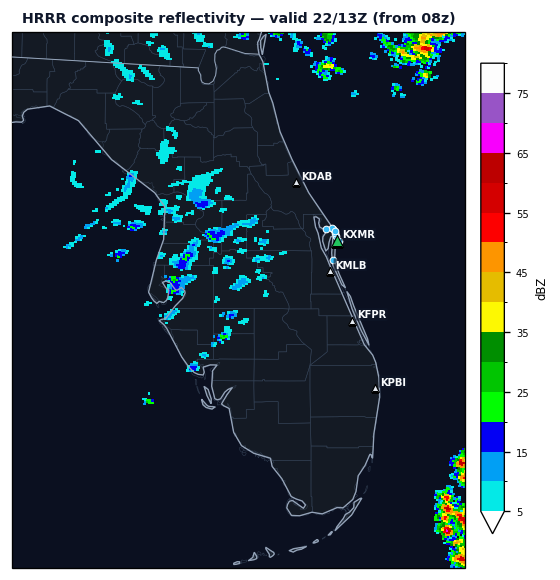 HRRR composite reflectivity — valid 22/13Z (from 08z)
KDAB
KXMR
KMLB
KFPR
KPBI
75
65
55
45
35
25
15
5
dBZ